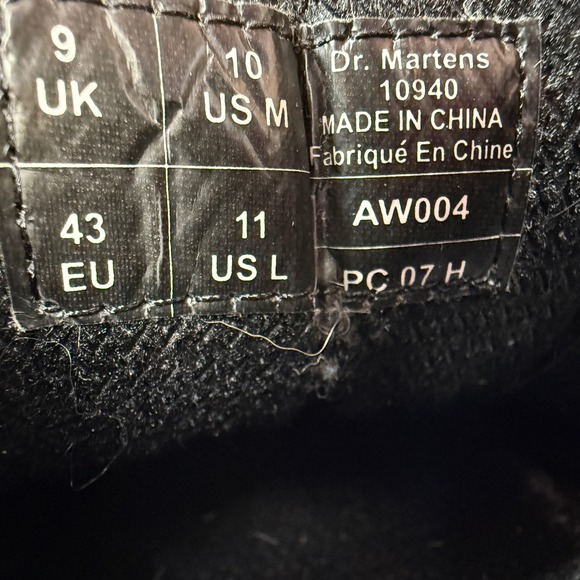 9
UK
10
US M
43
EU
11
US L
Dr. Martens
10940
MADE IN CHINA
Fabriqué En Chine
AW004
PC 07 H